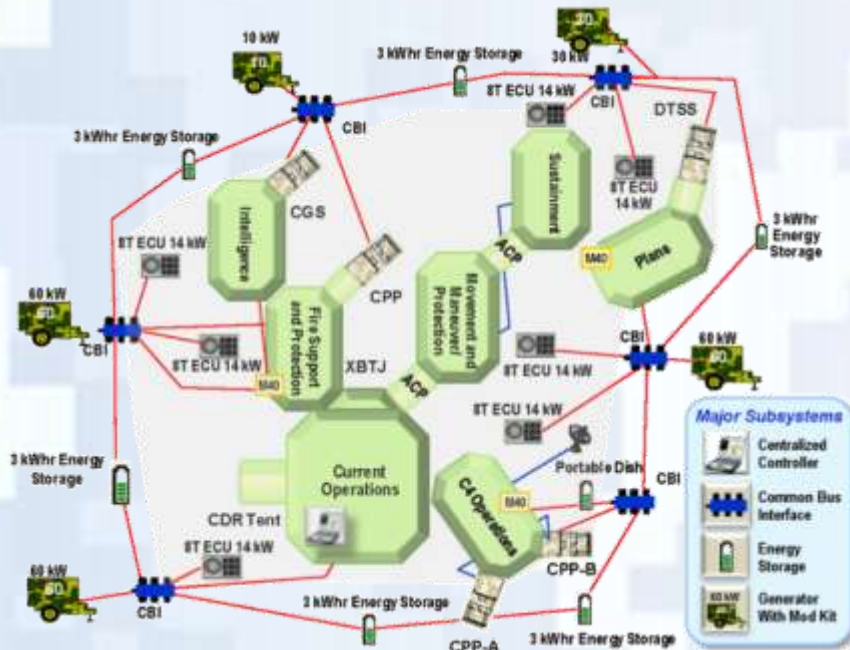 10 kW
10
3 kWhr Energy Storage
30
30 kW
8T ECU 14 kW
CBI
DTSS
CBI
3 kWhr Energy Storage
Sustainment
8T ECU
14 kW
CGS
Intelligence
3 kWhr
Energy
Storage
8T ECU 14 kW
ACP
M40
Plans
CPP
60 kW
60
CBI
Fire Support
and Protection
Movement and
Maneuver/
Protection
8T ECU 14 kW
XBTJ
M40
ACP
CBI
60 kW
60
8T ECU 14 kW
8T ECU 14 kW
Major Subsystems
Centralized
Controller
Common Bus
Interface
Energy
Storage
60 kW
Generator
With Mod Kit
3 kWhr Energy
Storage
Current
Operations
Portable Dish
CBI
C4 Operations
M40
CDR Tent
8T ECU 14 kW
CPP-B
60 kW
60
CBI
3 kWhr Energy Storage
CPP-A
3 kWhr Energy Storage